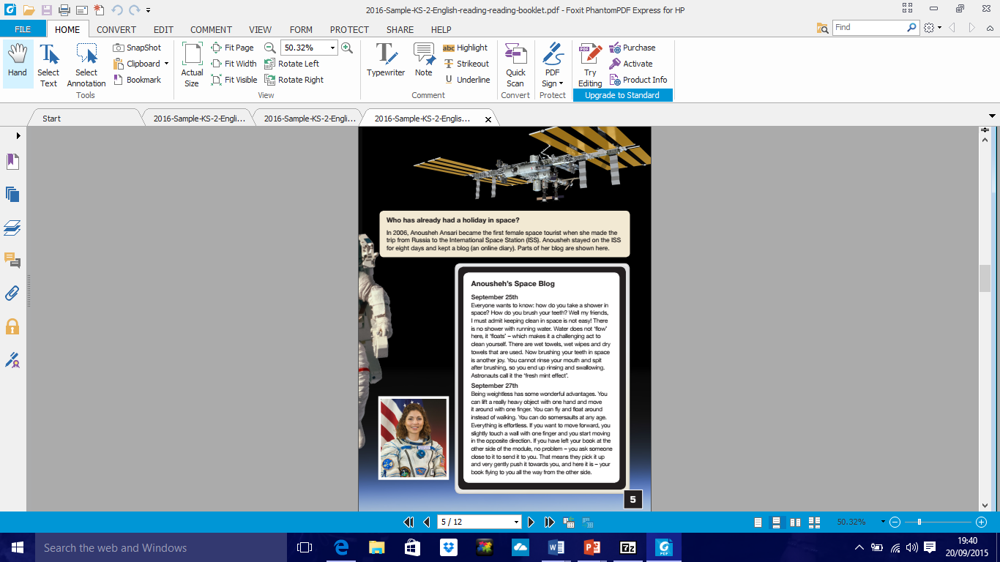 2016-Sample-KS-2-English-reading-reading-booklet.pdf - Foxit PhantomPDF Express for HP
FILE HOME CONVERT EDIT COMMENT VIEW FORM PROTECT SHARE HELP
Find
Hand
Select Text
Select Annotation
SnapShot
Clipboard
Bookmark
Tools
Actual Size
Fit Page
Fit Width
Fit Visible
50.32%
Rotate Left
Rotate Right
View
Typewriter
Note
abc Highlight
T Strikeout
U Underline
Comment
Quick Scan
Convert
PDF Sign
Protect
PDF
Try Editing
Purchase
Activate
Product Info
Upgrade to Standard
Start
2016-Sample-KS-2-Engli...
2016-Sample-KS-2-Engli...
2016-Sample-KS-2-Englis...
Who has already had a holiday in space?
In 2006, Anousheh Ansari became the first female space tourist when she made the
trip from Russia to the International Space Station (ISS). Anousheh stayed on the ISS
for eight days and kept a blog (an online diary). Parts of her blog are shown here.
Anousheh's Space Blog
September 25th
Everyone wants to know: how do you take a shower in
space? How do you brush your teeth? Well my friends,
I must admit keeping clean in space is not easy! There
is no shower with running water. Water does not 'flow'
here, it 'floats' – which makes it a challenging act to
clean yourself. There are wet towels, wet wipes and dry
towels that are used. Now brushing your teeth in space
is another joy. You cannot rinse your mouth and spit
after brushing, so you end up rinsing and swallowing.
Astronauts call it the 'fresh mint effect'.
September 27th
Being weightless has some wonderful advantages. You
can lift a really heavy object with one hand and move
it around with one finger. You can fly and float around
instead of walking. You can do somersaults at any age.
Everything is effortless. If you want to move forward, you
slightly touch a wall with one finger and you start moving
in the opposite direction. If you have left your book at the
other side of the module, no problem – you ask someone
close to it to send it to you. That means they pick it up
and very gently push it towards you, and here it is – your
book flying to you all the way from the other side.
5
5 / 12
50.32%
Search the web and Windows
7z
PDF
19:40
20/09/2015